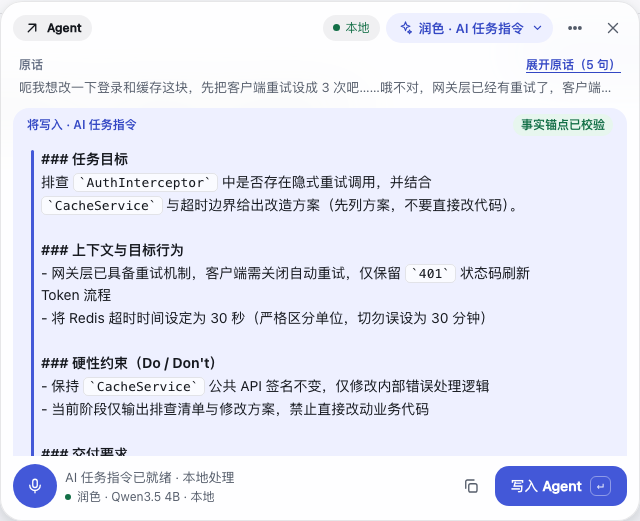 Agent
本地
润色 · AI 任务指令
原话
展开原话（5 句）
呃我想改一下登录和缓存这块，先把客户端重试设成 3 次吧……哦不对，网关层已经有重试了，客户端…
将写入 · AI 任务指令
事实锚点已校验
### 任务目标
排查 `AuthInterceptor` 中是否存在隐式重试调用，并结合
`CacheService` 与超时边界给出改造方案（先列方案，不要直接改代码）。
### 上下文与目标行为
- 网关层已具备重试机制，客户端需关闭自动重试，仅保留 `401` 状态码刷新
Token 流程
- 将 Redis 超时时间设定为 30 秒（严格区分单位，切勿误设为 30 分钟）
### 硬性约束（Do / Don't）
- 保持 `CacheService` 公共 API 签名不变，仅修改内部错误处理逻辑
- 当前阶段仅输出排查清单与修改方案，禁止直接改动业务代码
### 交付要求
AI 任务指令已就绪 · 本地处理
润色 · Qwen3.5 4B · 本地
写入 Agent